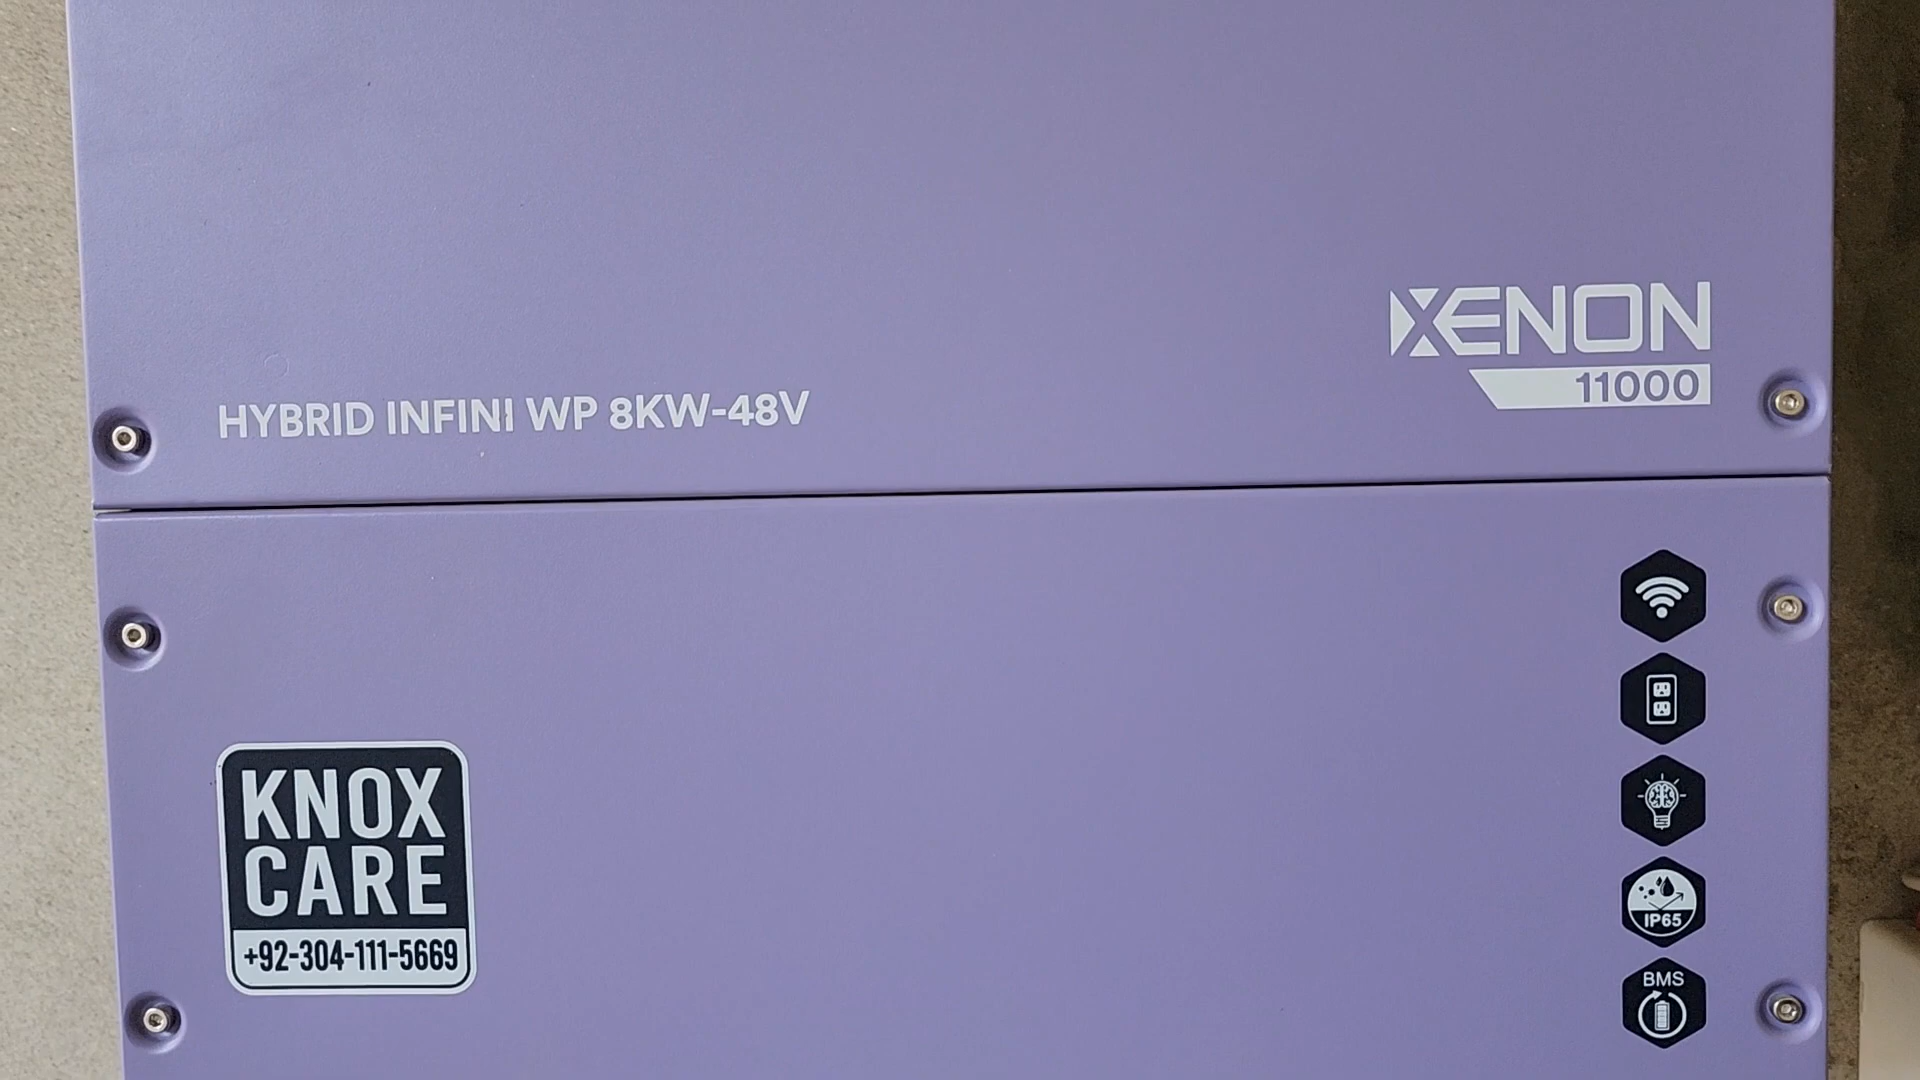 XENON
11000
HYBRID INFINI WP 8KW-48V
KNOX
CARE
+92-304-111-5669
IP65
BMS